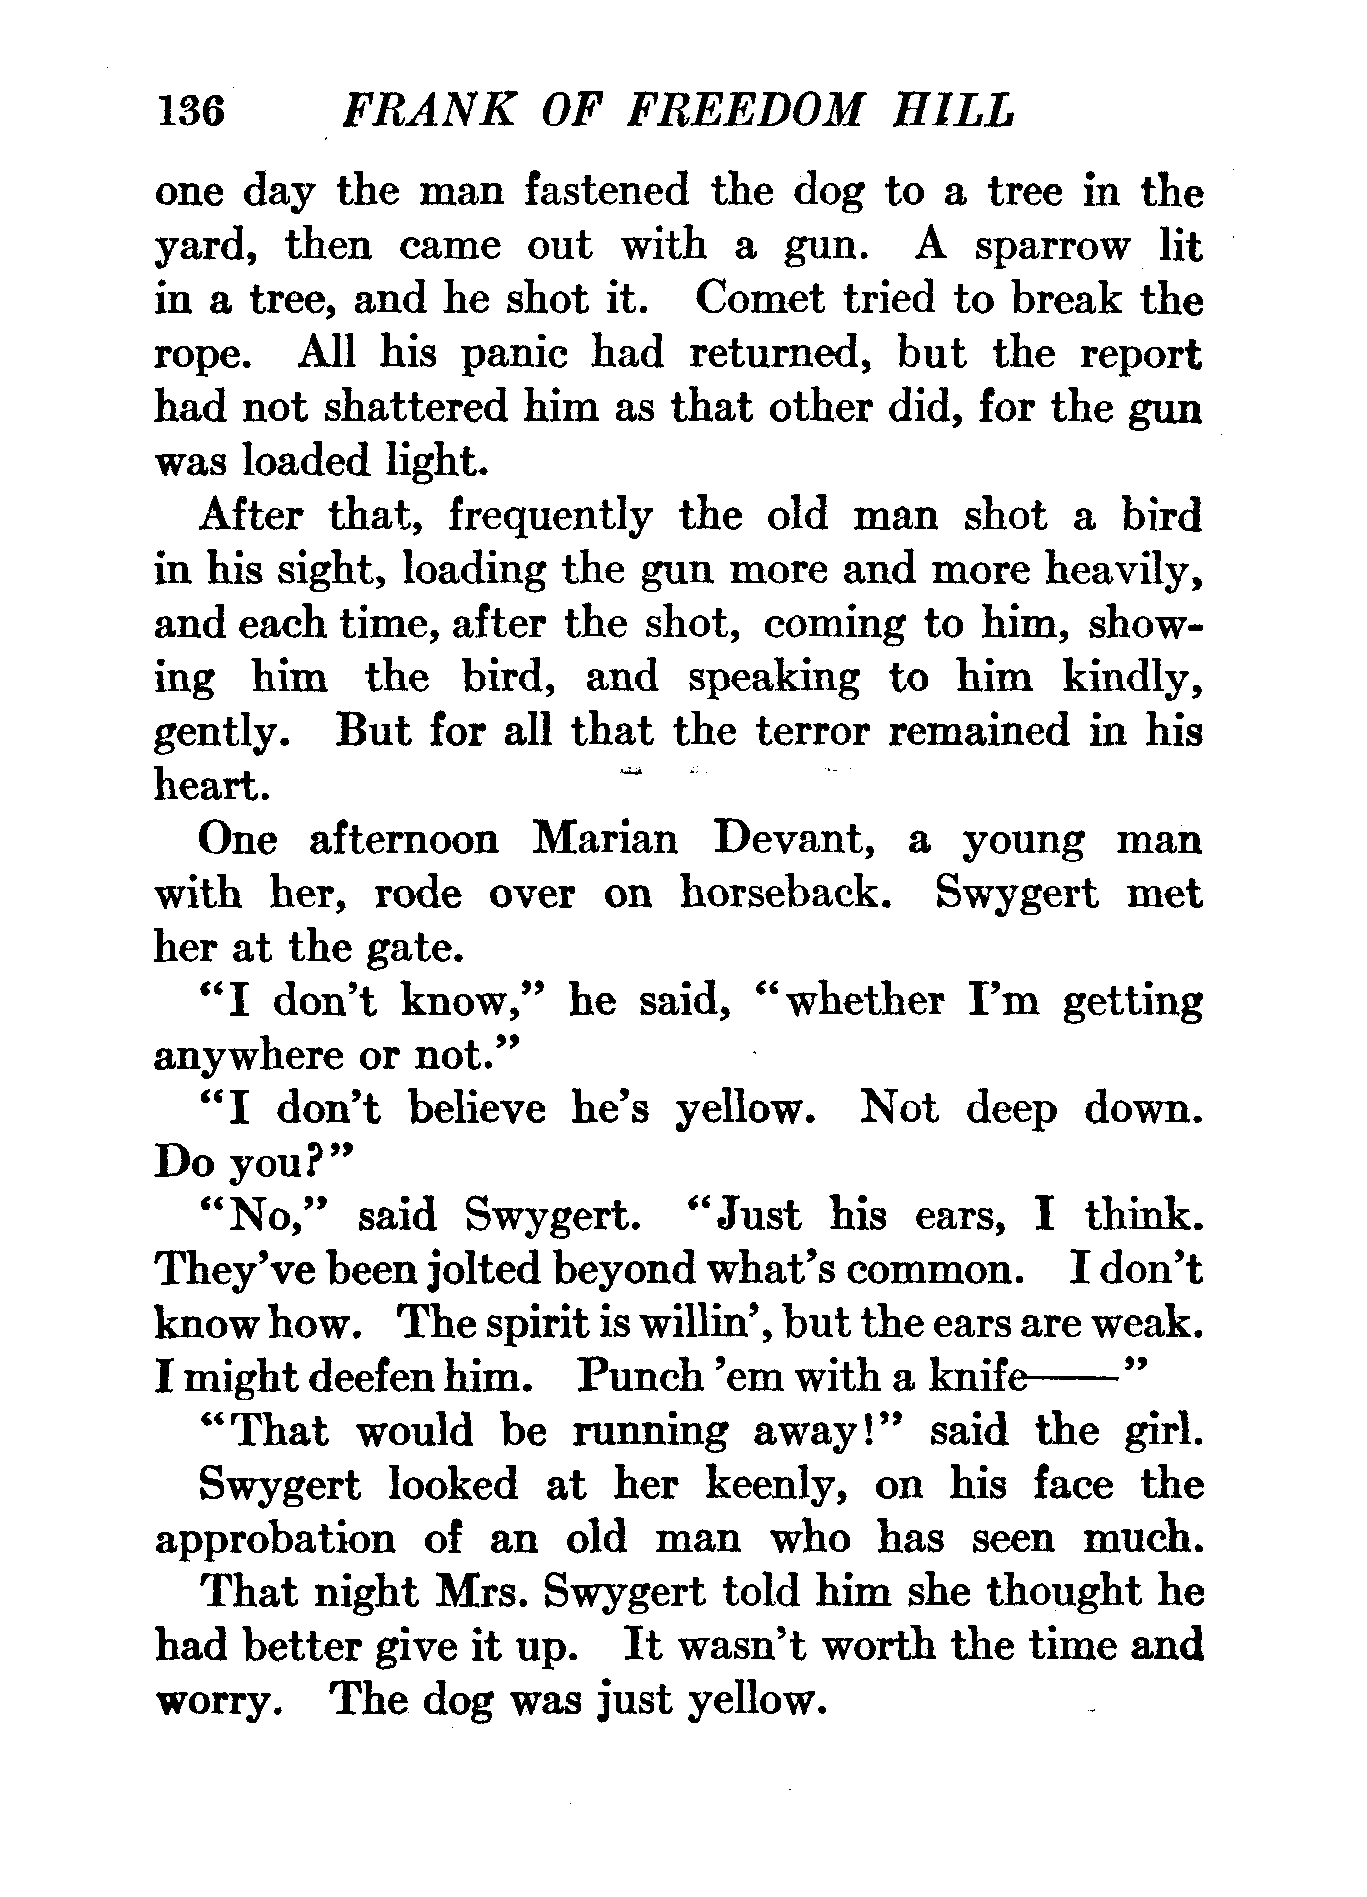 136 FRANK OF FREEDOM HILL
one day the man fastened the dog to a tree in the
yard, then came out with a gun. A sparrow lit
in a tree, and he shot it. Comet tried to break the
rope. All his panic had returned, but the report
had not shattered him as that other did, for the gun
was loaded light.
After that, frequently the old man shot a bird
in his sight, loading the gun more and more heavily,
and each time, after the shot, coming to him, show-
ing him the bird, and speaking to him kindly,
gently. But for all that the terror remained in his
heart.
One afternoon Marian Devant, a young man
with her, rode over on horseback. Swygert met
her at the gate.
“I don’t know,” he said, “whether I’m getting
anywhere or not.”
“I don’t believe he’s yellow. Not deep down.
Do you?”
“No,” said Swygert. “Just his ears, I think.
They’ve been jolted beyond what’s common. I don’t
know how. The spirit is willin’, but the ears are weak.
I might deefen him. Punch ’em with a knife——”
“That would be running away!” said the girl.
Swygert looked at her keenly, on his face the
approbation of an old man who has seen much.
That night Mrs. Swygert told him she thought he
had better give it up. It wasn’t worth the time and
worry. The dog was just yellow.